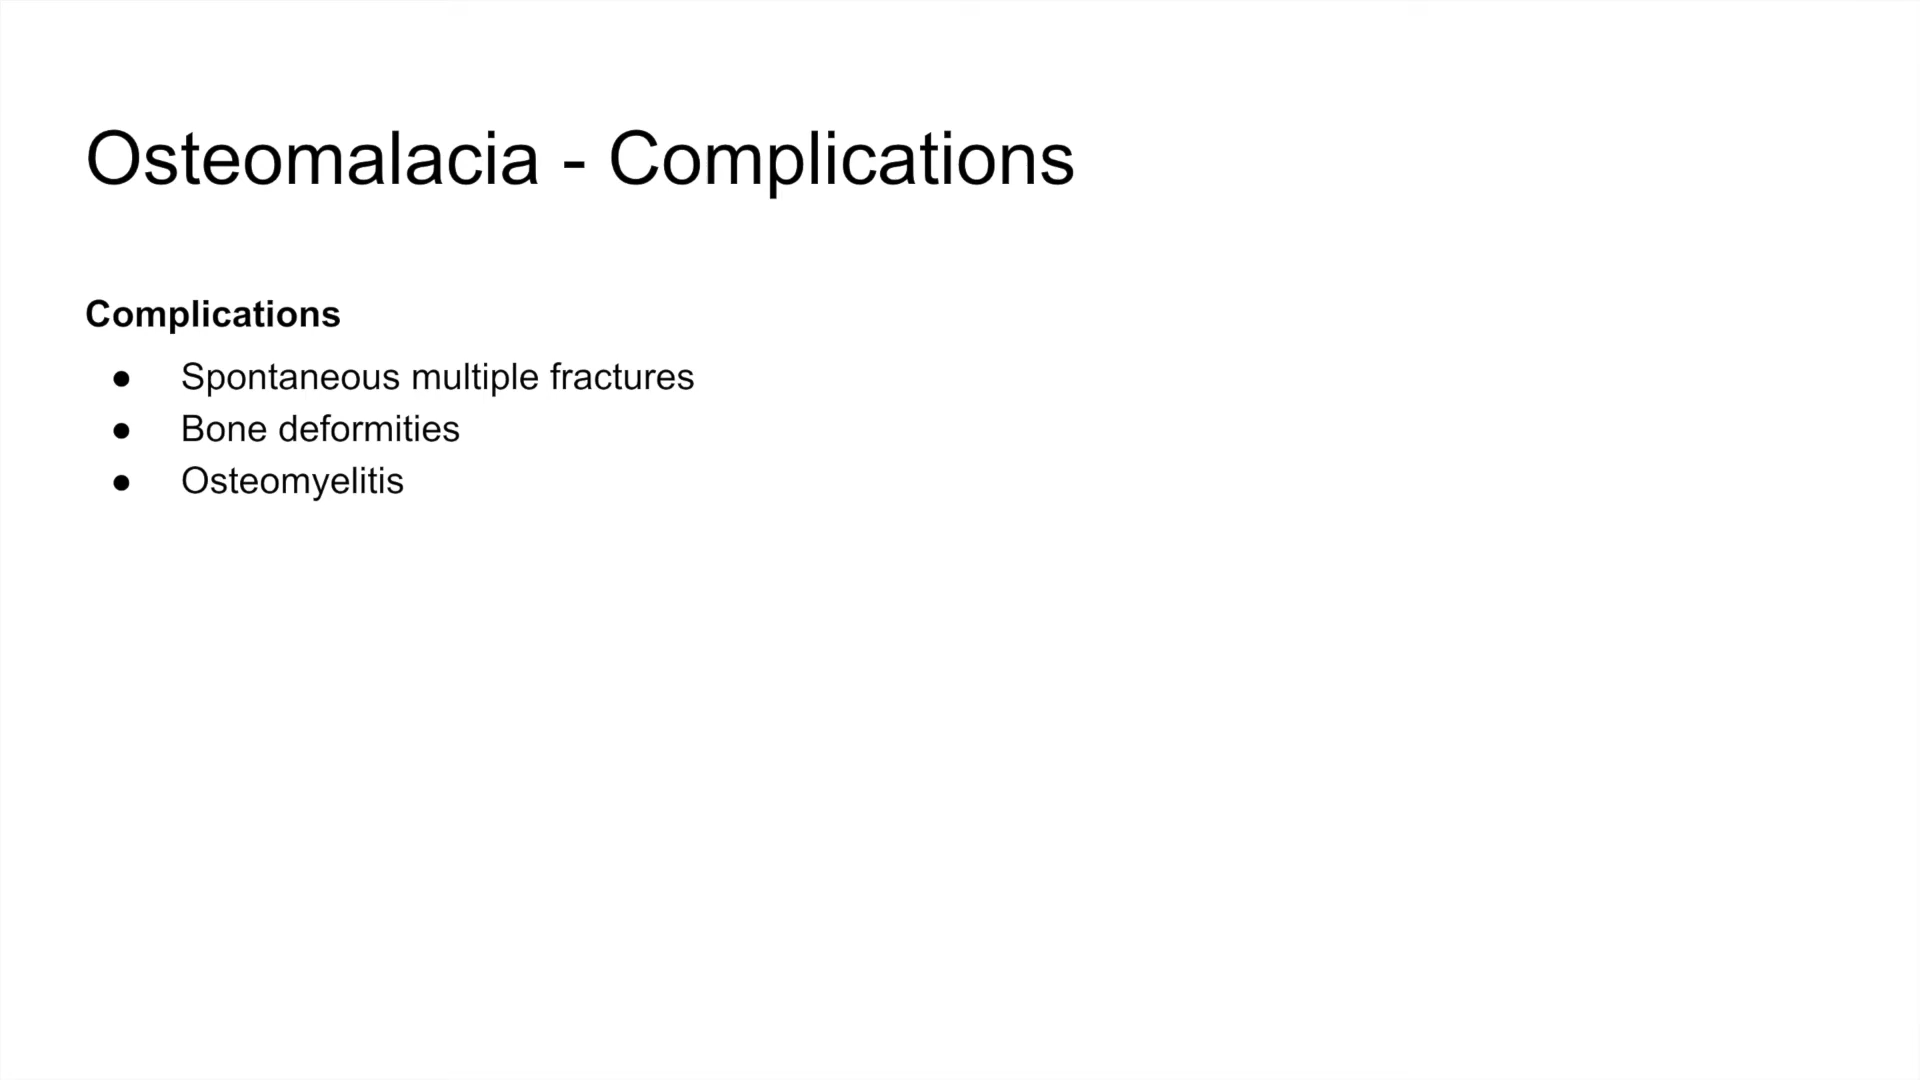 Osteomalacia - Complications
Complications
● Spontaneous multiple fractures
● Bone deformities
● Osteomyelitis